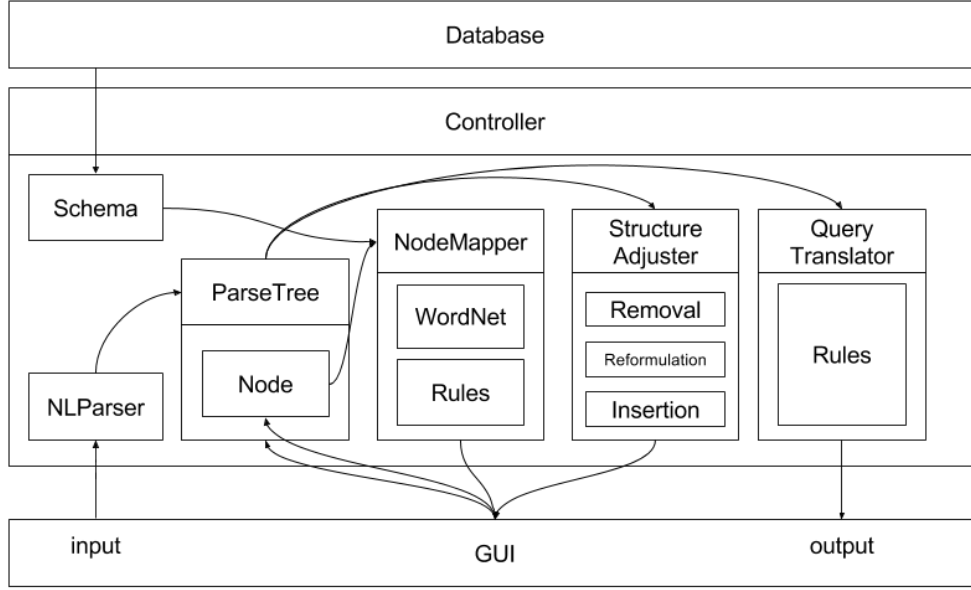 Database
Controller
Schema
NLParser
ParseTree
Node
NodeMapper
WordNet
Rules
Structure
Adjuster
Removal
Reformulation
Insertion
Query
Translator
Rules
input
GUI
output